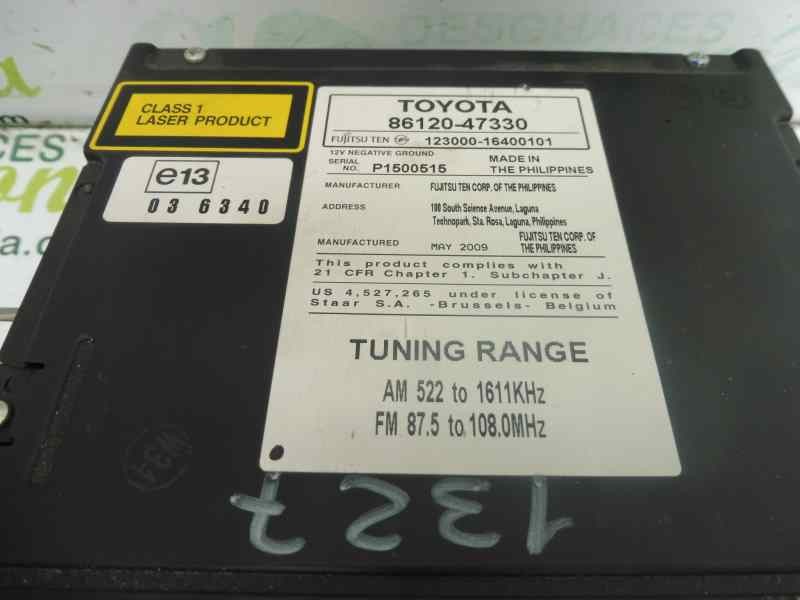 DESGUACES
CLASS 1
LASER PRODUCT
e13
036340
TOYOTA
86120-47330
FUJITSU TEN 123000-16400101
12V NEGATIVE GROUND
SERIAL NO. P1500515
MADE IN THE PHILIPPINES
MANUFACTURER FUJITSU TEN CORP. OF THE PHILIPPINES
ADDRESS 100 South Sciense Avenue, Laguna
Technopark, Sta. Rosa, Laguna, Philippines
MANUFACTURED MAY 2009 FUJITSU TEN CORP. OF
THE PHILIPPINES
This product complies with
21 CFR Chapter 1. Subchapter J.
US 4,527,265 under license of
Staar S.A. -Brussels- Belgium
TUNING RANGE
AM 522 to 1611KHz
FM 87.5 to 108.0MHz
W31
1327